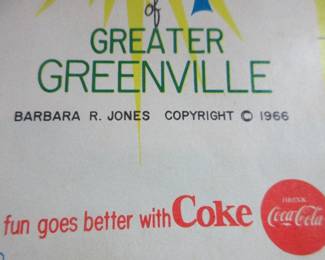 of
GREATER
GREENVILLE
BARBARA R. JONES COPYRIGHT © 1966
fun goes better with Coke
DRINK
Coca-Cola